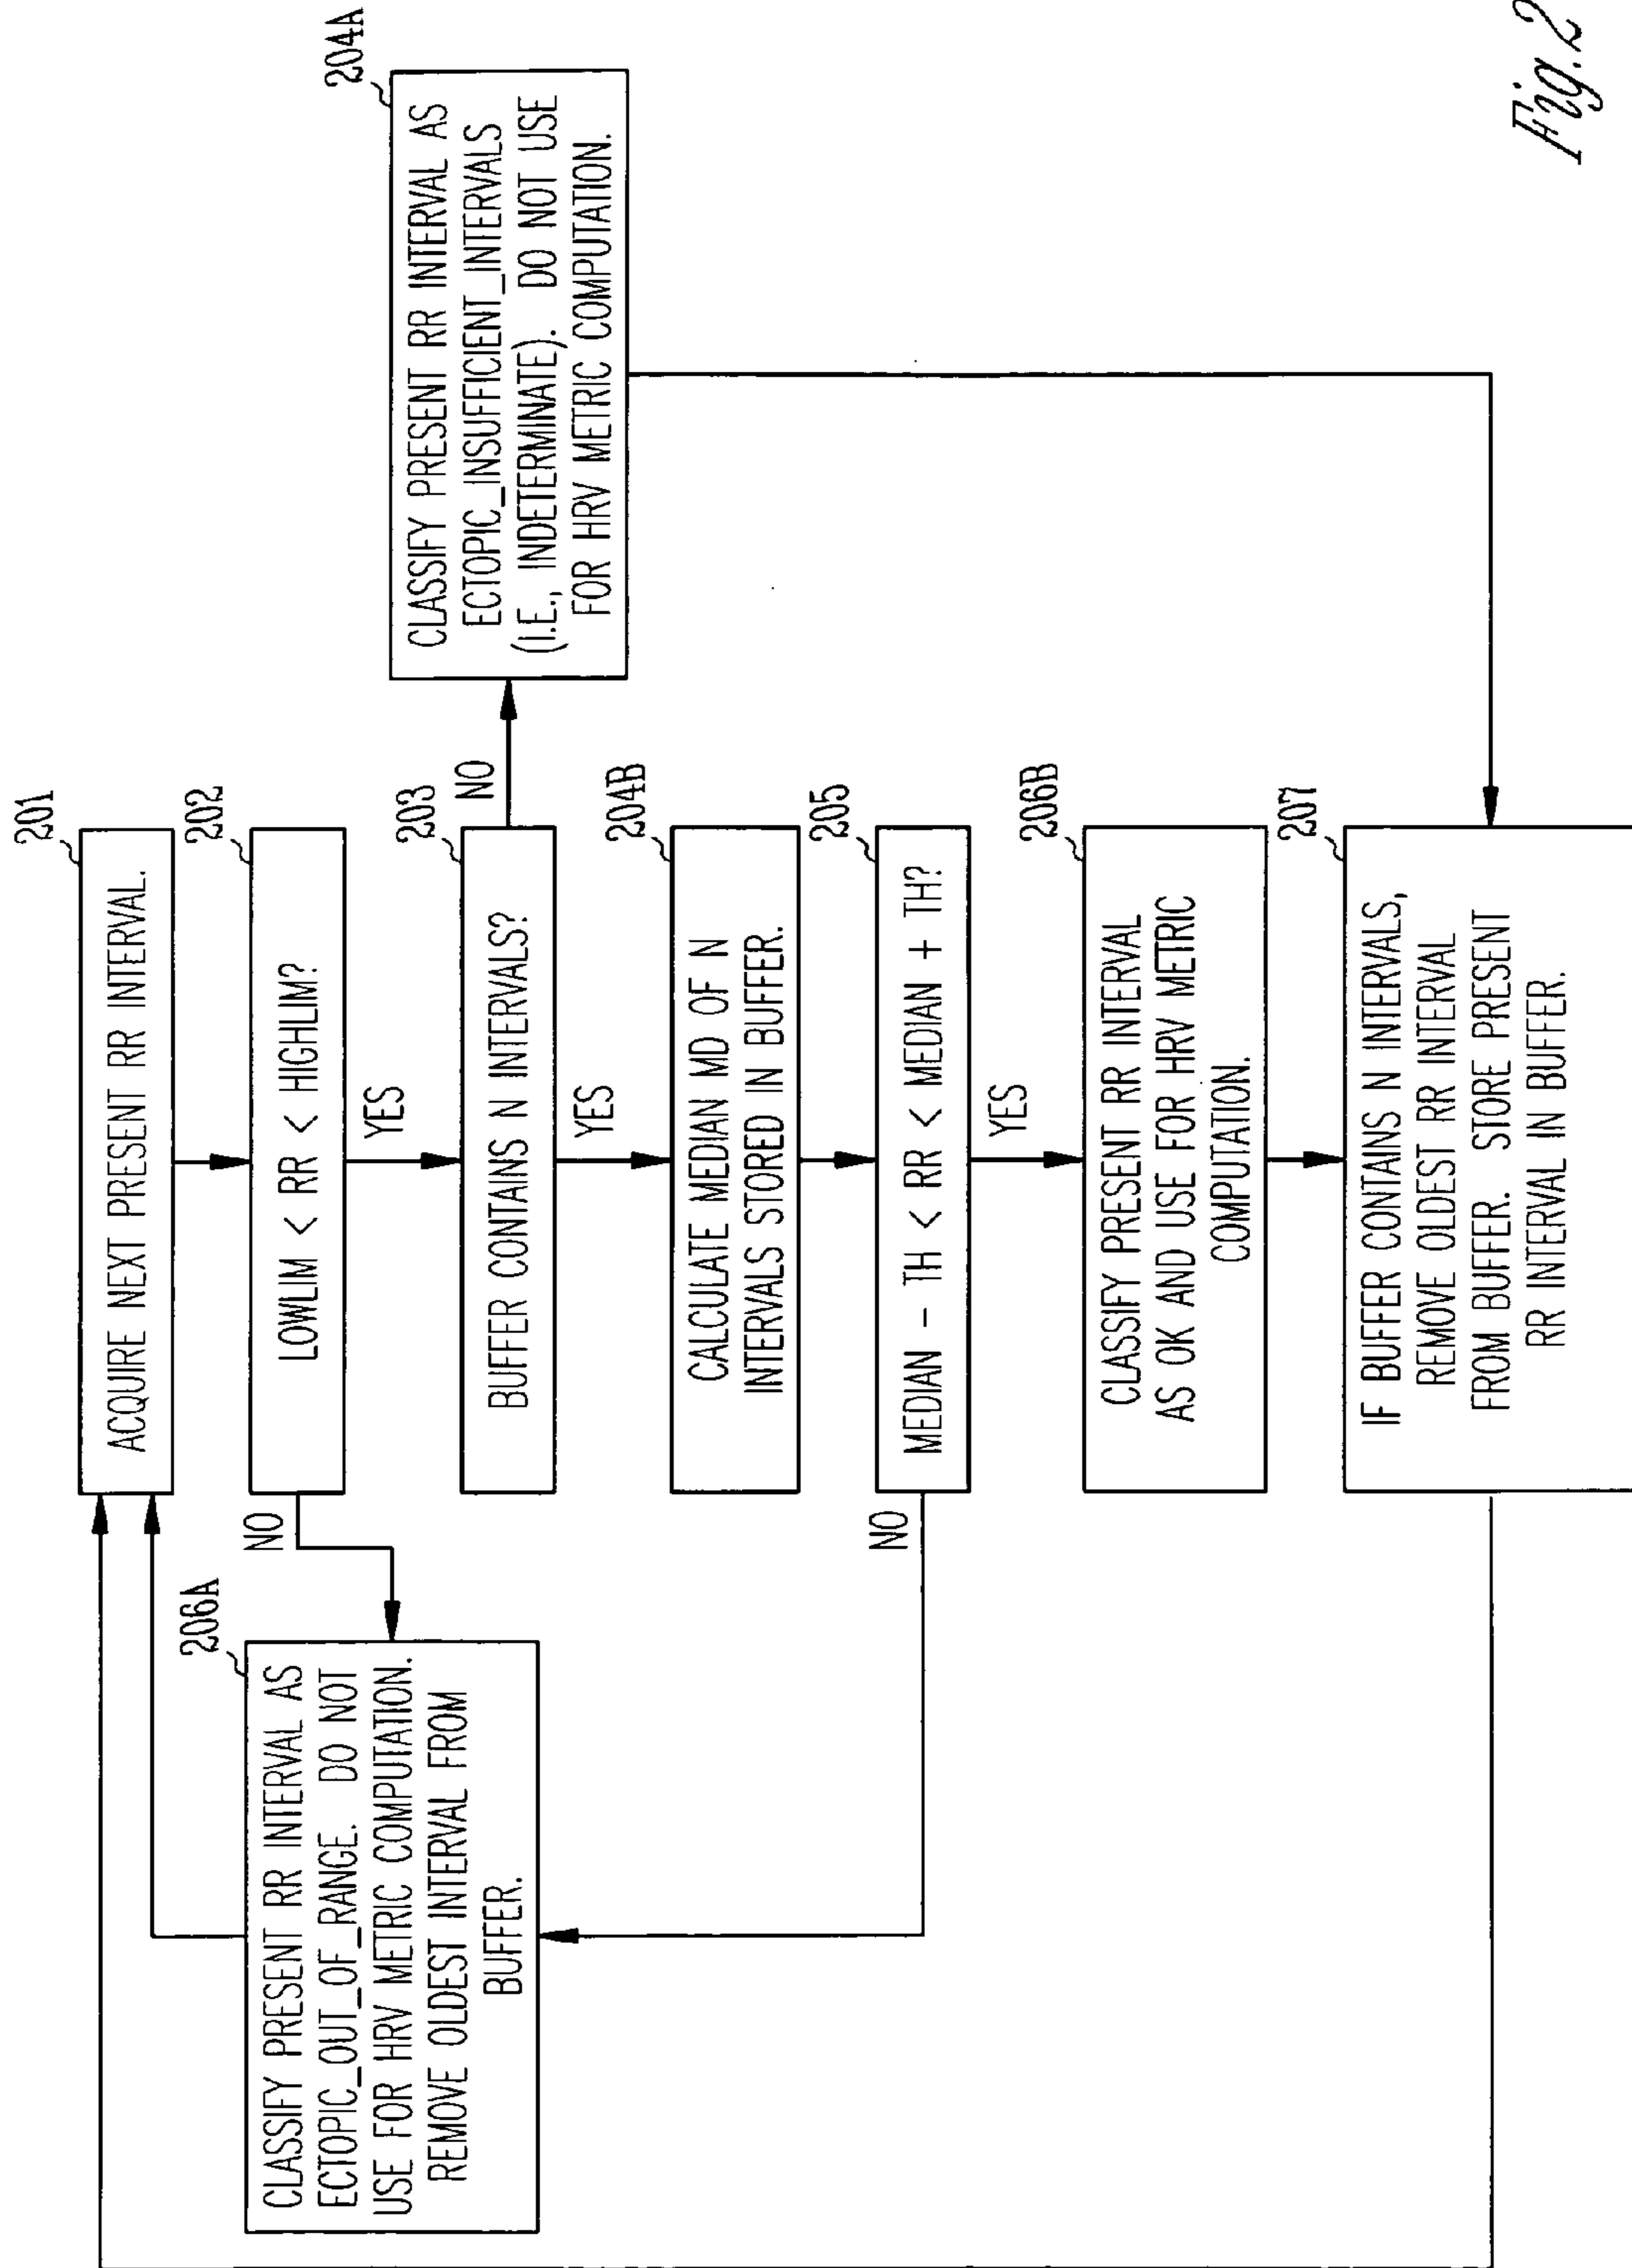 201
ACQUIRE NEXT PRESENT RR INTERVAL.
202
LOWLIM < RR < HIGHLIM?
NO
YES
206A
CLASSIFY PRESENT RR INTERVAL AS
ECTOPIC_OUT_OF_RANGE. DO NOT
USE FOR HRV METRIC COMPUTATION.
REMOVE OLDEST INTERVAL FROM
BUFFER.
203
BUFFER CONTAINS N INTERVALS?
NO
YES
204A
CLASSIFY PRESENT RR INTERVAL AS
ECTOPIC_INSUFFICIENT_INTERVALS
(I.E., INDETERMINATE). DO NOT USE
FOR HRV METRIC COMPUTATION.
204B
CALCULATE MEDIAN MD OF N
INTERVALS STORED IN BUFFER.
205
MEDIAN - TH < RR < MEDIAN + TH?
NO
YES
206B
CLASSIFY PRESENT RR INTERVAL
AS OK AND USE FOR HRV METRIC
COMPUTATION.
207
IF BUFFER CONTAINS N INTERVALS,
REMOVE OLDEST RR INTERVAL
FROM BUFFER. STORE PRESENT
RR INTERVAL IN BUFFER.
Fig.2